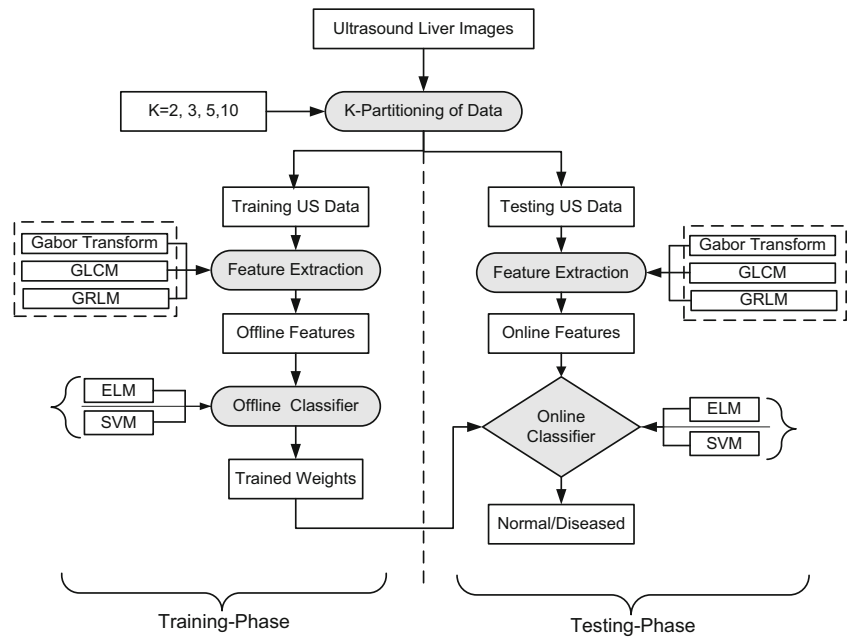 Ultrasound Liver Images
K=2, 3, 5,10
K-Partitioning of Data
Training US Data
Testing US Data
Gabor Transform
GLCM
GRLM
Feature Extraction
Feature Extraction
Gabor Transform
GLCM
GRLM
Offline Features
Online Features
ELM
SVM
Offline Classifier
Online
Classifier
ELM
SVM
Trained Weights
Normal/Diseased
Training-Phase
Testing-Phase